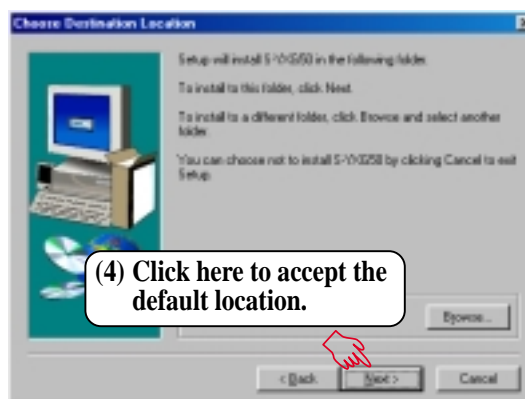 Choose Destination Location
Setup will install S-YXG50 in the following folder.
To install to this folder, click Next.
To install to a different folder, click Browse and select another
folder.
You can choose not to install S-YXG50 by clicking Cancel to exit
Setup.
(4) Click here to accept the
default location.
Browse...
< Back
Next >
Cancel